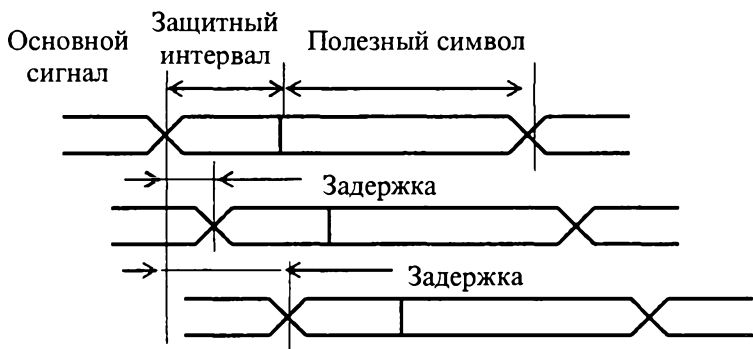 Основной
сигнал
Защитный
интервал
Полезный символ
Задержка
Задержка